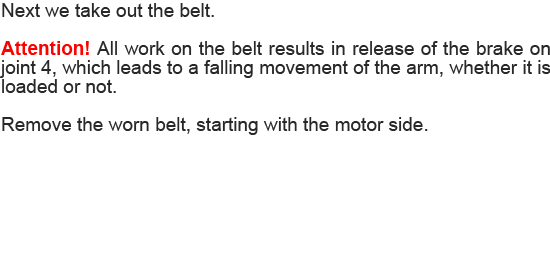 Next we take out the belt.
Attention! All work on the belt results in release of the brake on
joint 4, which leads to a falling movement of the arm, whether it is
loaded or not.
Remove the worn belt, starting with the motor side.